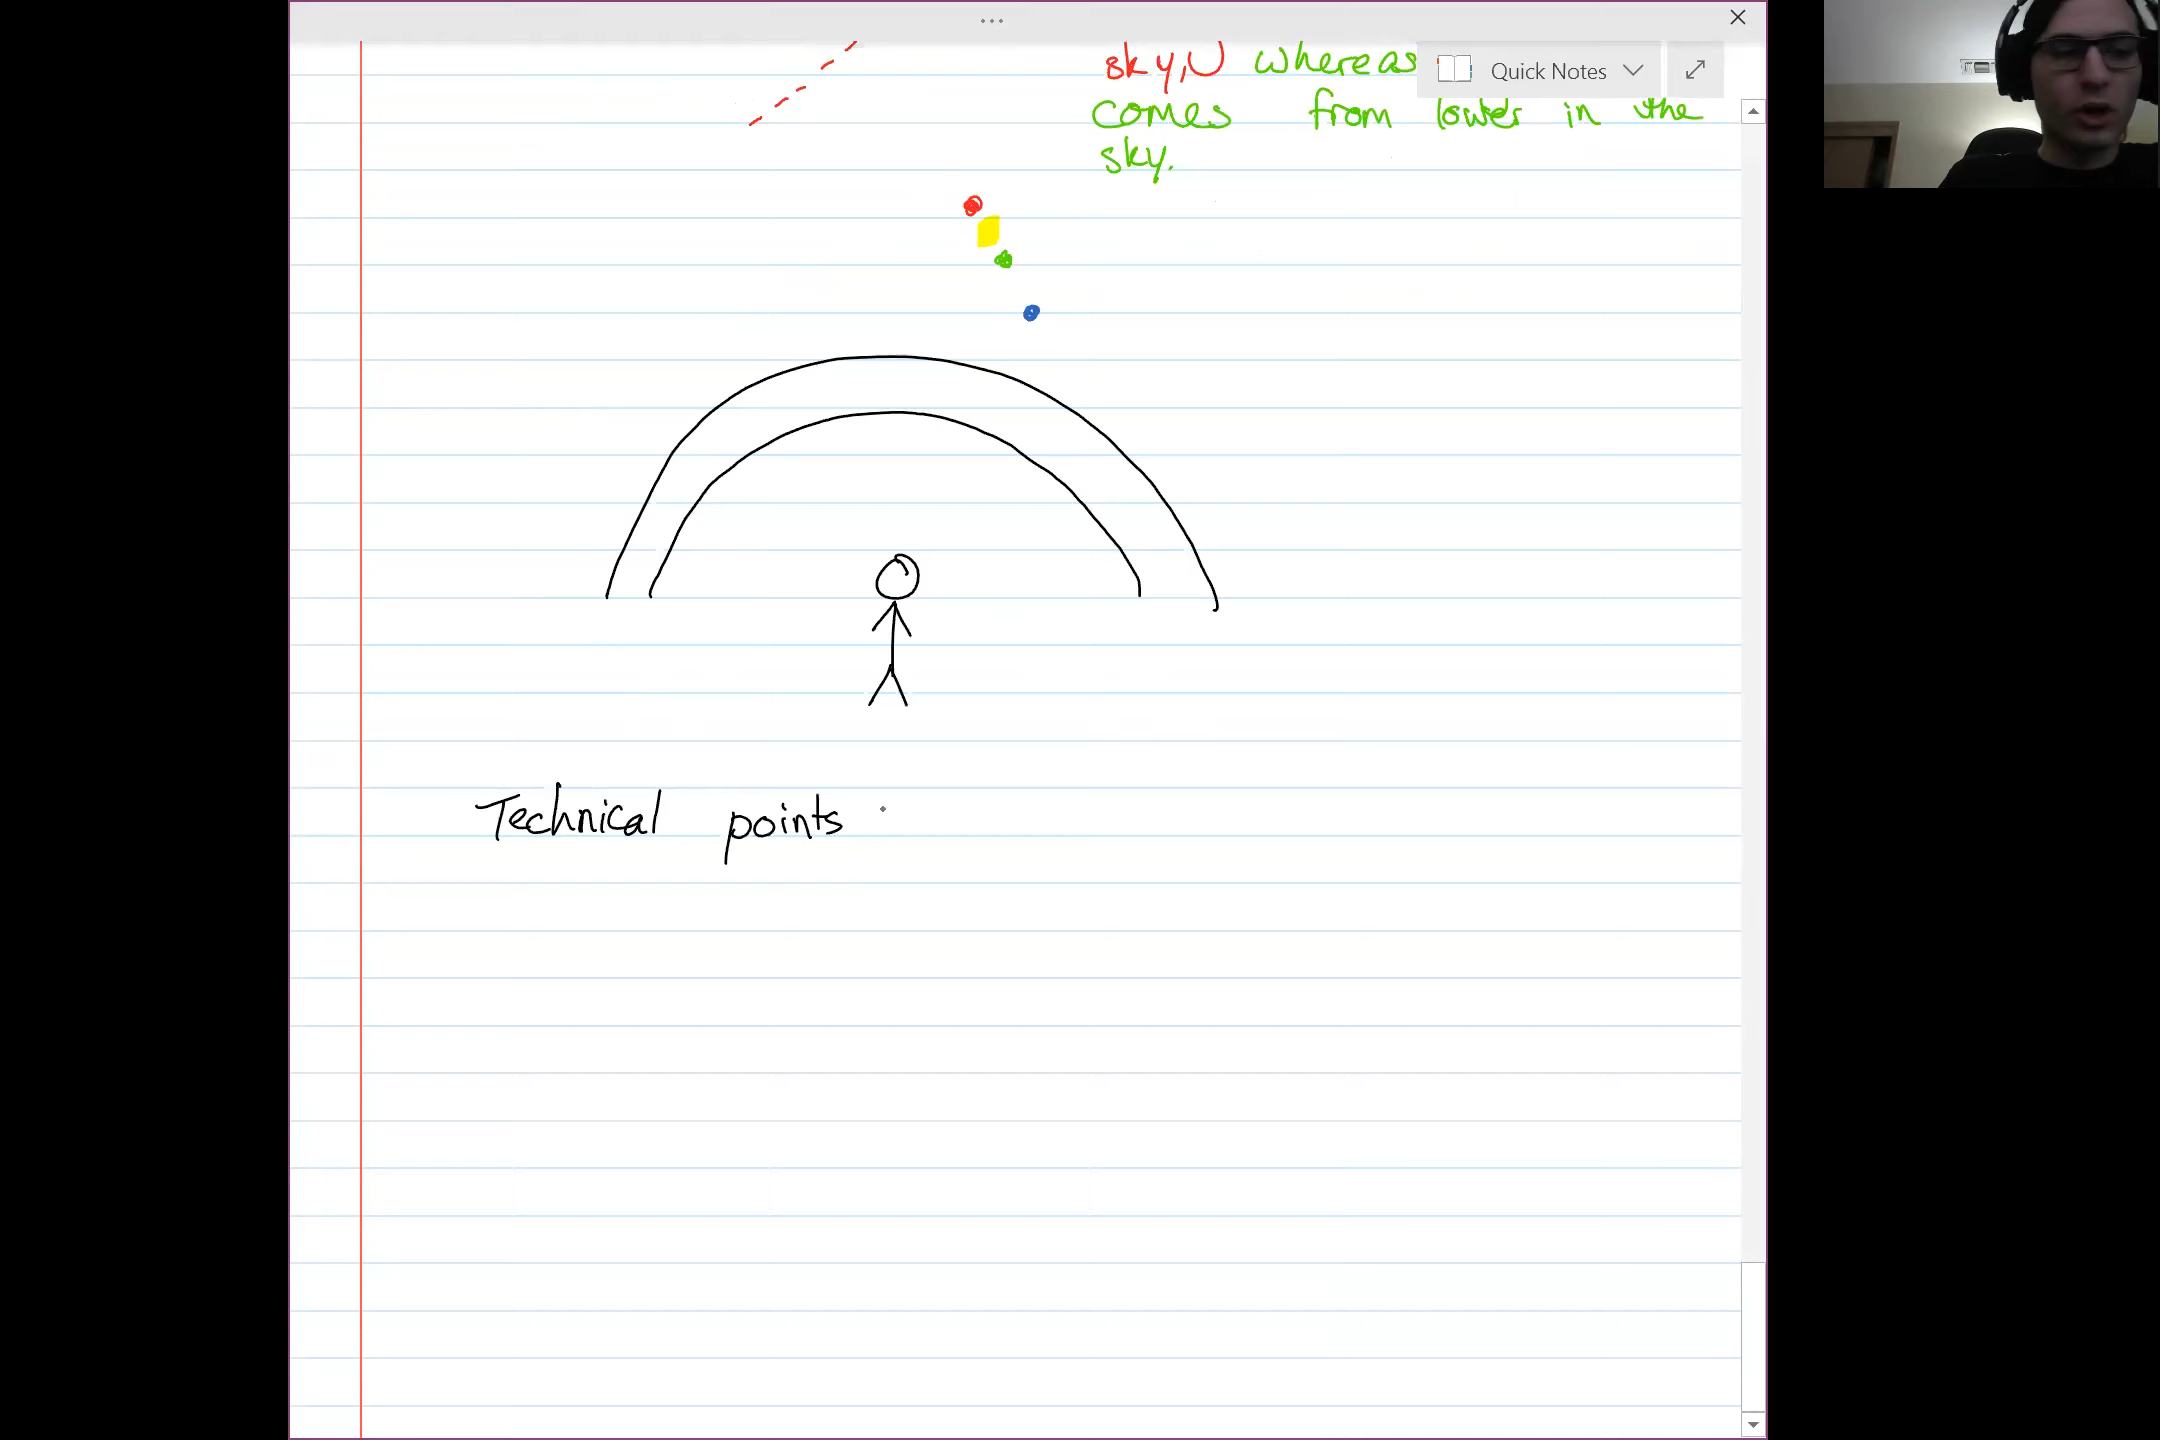 sky, whereas
Quick Notes
comes from lower in the
sky.
Technical points